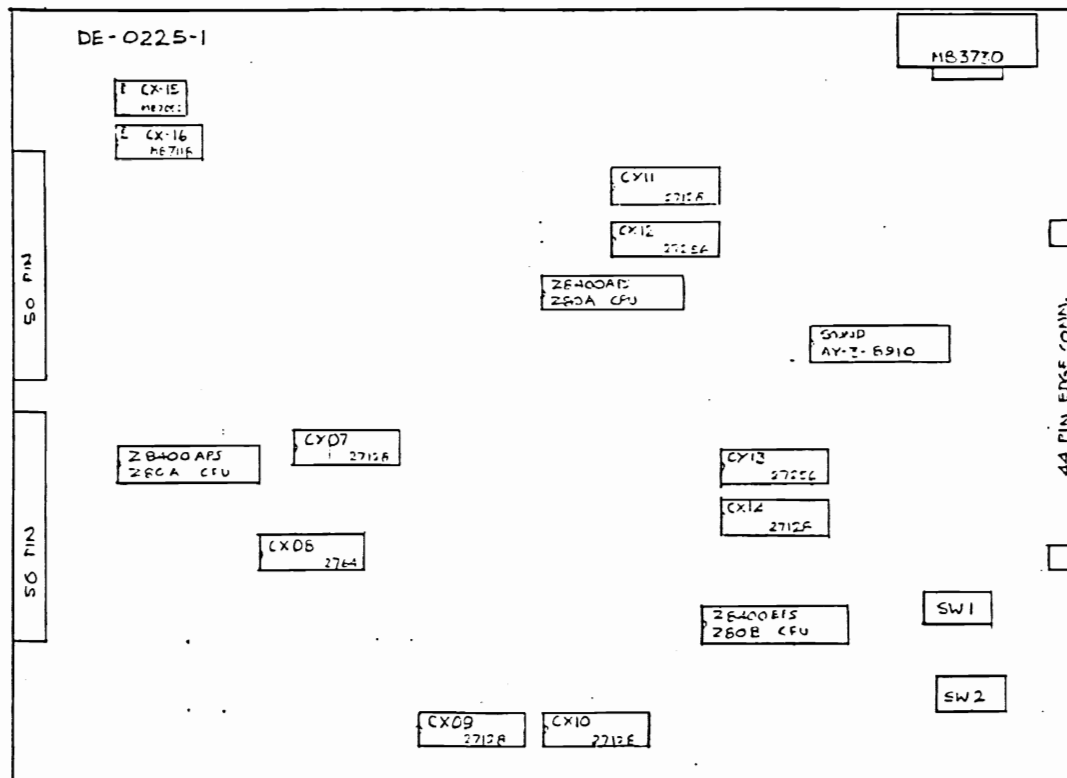 DE-0225-1
MB3730
CX-15
CX-16
CX11
27128
CX12
27256
Z8400APS
Z80A CPU
50 PIN
SOUND
AY-3-8910
44 PIN EDGE CONN.
CX07
27128
Z8400APS
Z80A CPU
CX13
27256
CX14
27128
CX08
2764
50 PIN
SW1
Z8400BPS
Z80B CPU
SW2
CX09
27128
CX10
27128